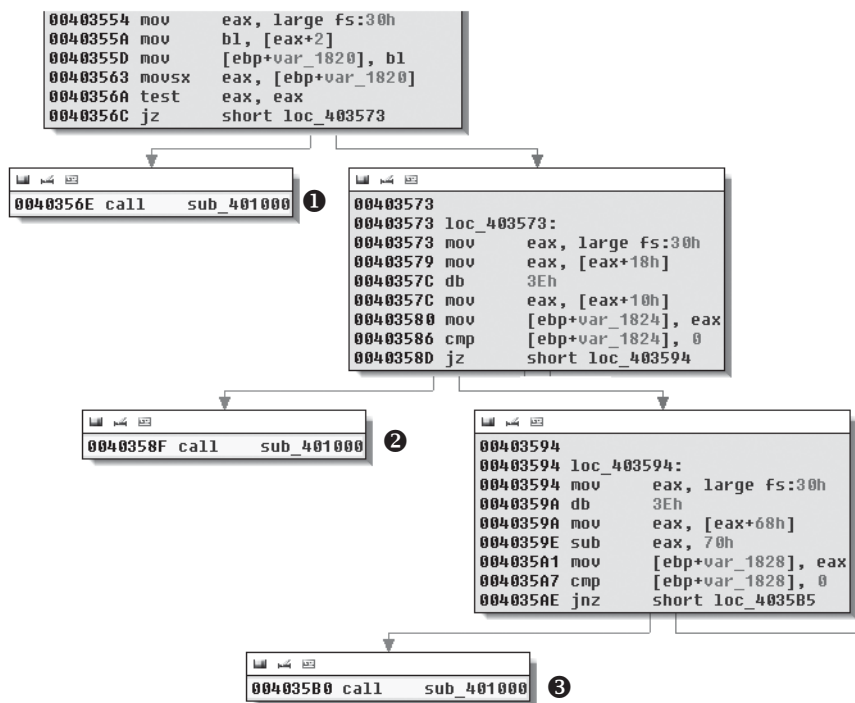 00403554 mov eax, large fs:30h
0040355A mov bl, [eax+2]
0040355D mov [ebp+var_1820], bl
00403563 movsx eax, [ebp+var_1820]
0040356A test eax, eax
0040356C jz short loc_403573
0040356E call sub_401000 ❶
00403573
00403573 loc_403573:
00403573 mov eax, large fs:30h
00403579 mov eax, [eax+18h]
0040357C db 3Eh
0040357C mov eax, [eax+10h]
00403580 mov [ebp+var_1824], eax
00403586 cmp [ebp+var_1824], 0
0040358D jz short loc_403594
0040358F call sub_401000 ❷
00403594
00403594 loc_403594:
00403594 mov eax, large fs:30h
0040359A db 3Eh
0040359A mov eax, [eax+68h]
0040359E sub eax, 70h
004035A1 mov [ebp+var_1828], eax
004035A7 cmp [ebp+var_1828], 0
004035AE jnz short loc_4035B5
004035B0 call sub_401000 ❸